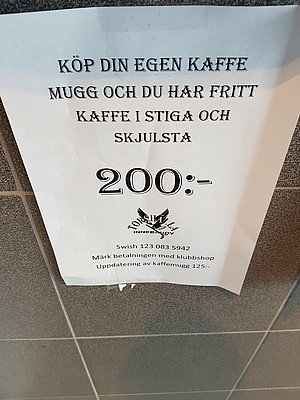 KÖP DIN EGEN KAFFE
MUGG OCH DU HAR FRITT
KAFFE I STIGA OCH
SKJULSTA
200:-
INNEBANDY
Swish 123 083 5942
Märk betalningen med klubbshop
Uppdatering av kaffemugg 125:-